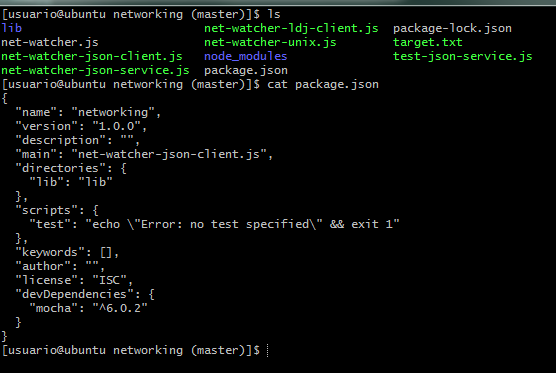 [usuario@ubuntu networking (master)]$ ls
lib                         net-watcher-ldj-client.js  package-lock.json
net-watcher.js              net-watcher-unix.js        target.txt
net-watcher-json-client.js  node_modules               test-json-service.js
net-watcher-json-service.js package.json
[usuario@ubuntu networking (master)]$ cat package.json
{
  "name": "networking",
  "version": "1.0.0",
  "description": "",
  "main": "net-watcher-json-client.js",
  "directories": {
    "lib": "lib"
  },
  "scripts": {
    "test": "echo \"Error: no test specified\" && exit 1"
  },
  "keywords": [],
  "author": "",
  "license": "ISC",
  "devDependencies": {
    "mocha": "^6.0.2"
  }
}
[usuario@ubuntu networking (master)]$